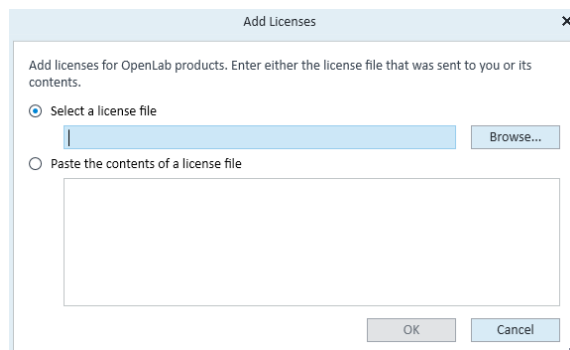 Add Licenses
Add licenses for OpenLab products. Enter either the license file that was sent to you or its
contents.
Select a license file
Browse...
Paste the contents of a license file
OK
Cancel